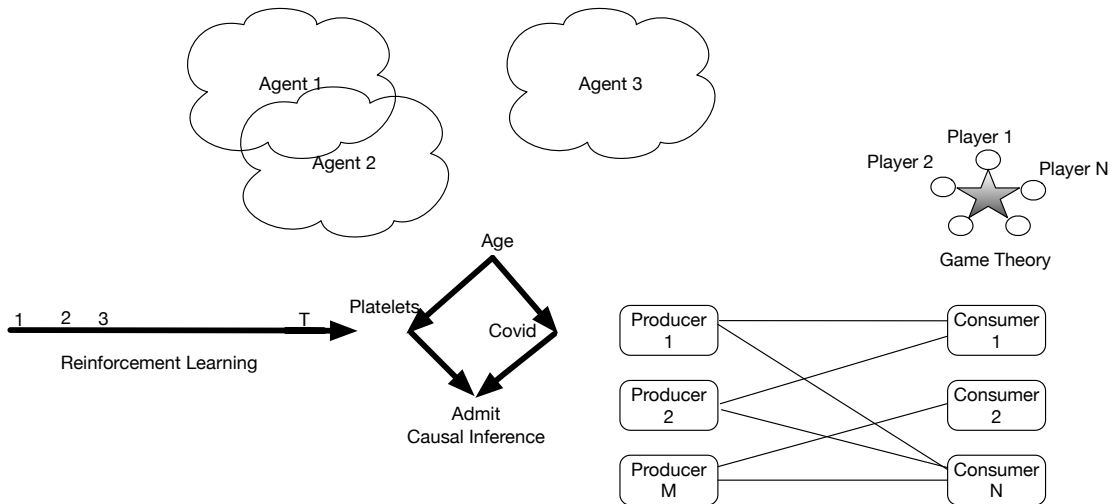 Agent 1
Agent 3
Agent 2
Player 1
Player 2
Player N
Game Theory
Age
Platelets
Covid
Admit
Causal Inference
1
2
3
T
Reinforcement Learning
Producer
1
Consumer
1
Producer
2
Consumer
2
Producer
M
Consumer
N